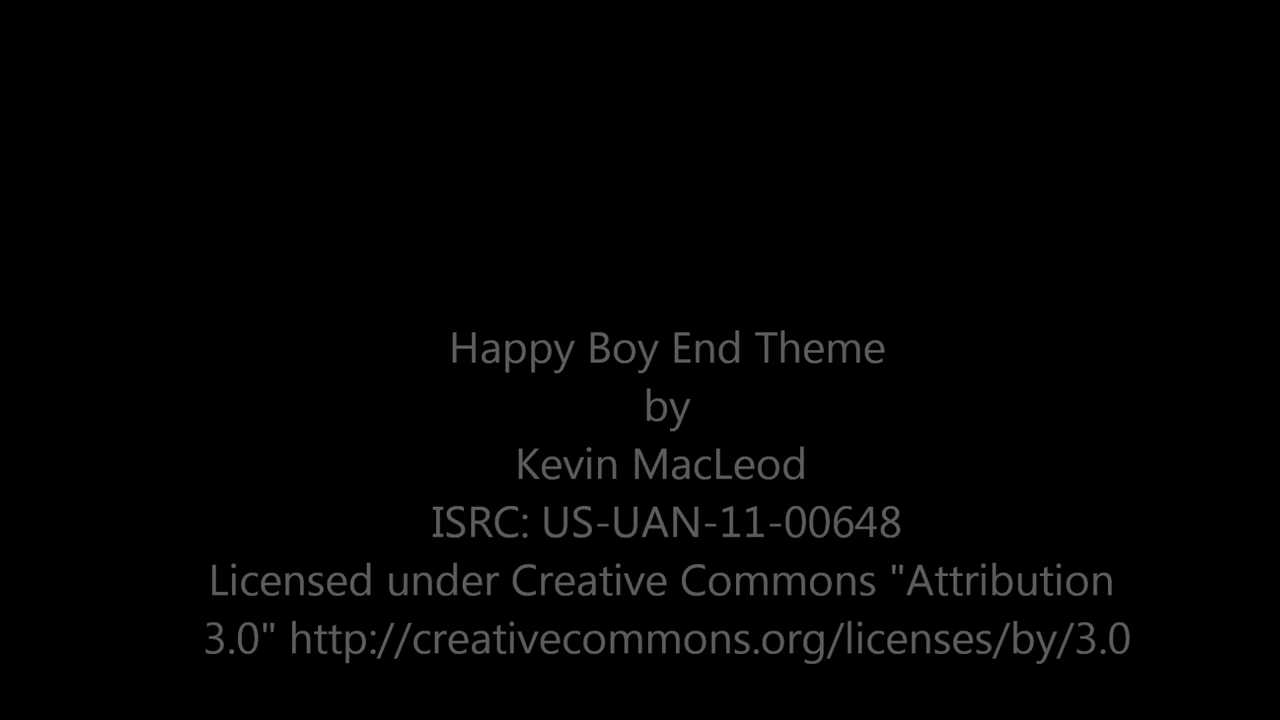 Happy Boy End Theme
by
Kevin MacLeod
ISRC: US-UAN-11-00648
Licensed under Creative Commons "Attribution
3.0" http://creativecommons.org/licenses/by/3.0